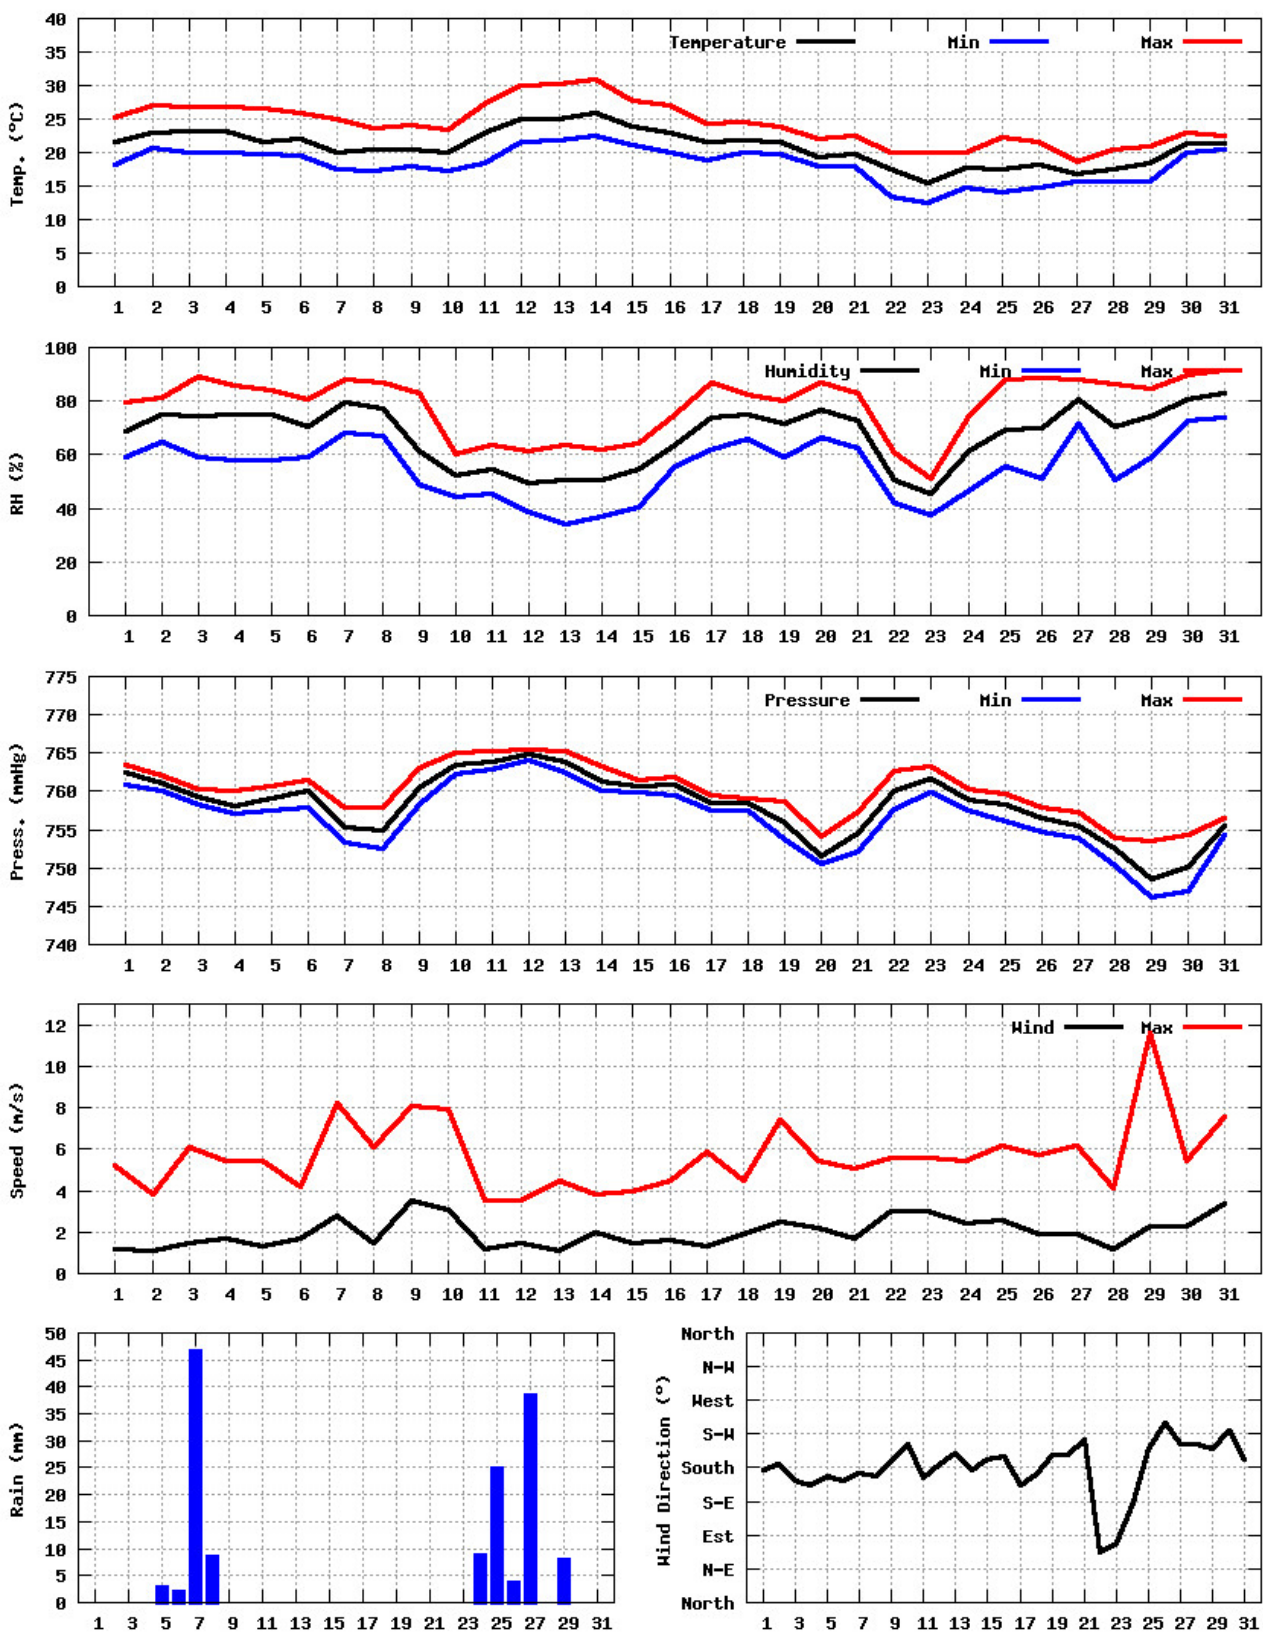 40
Temperature Min Max
35
30
25
20
15
10
5
0
Temp. (°C)
1 2 3 4 5 6 7 8 9 10 11 12 13 14 15 16 17 18 19 20 21 22 23 24 25 26 27 28 29 30 31
100
Humidity Min Max
80
60
40
20
0
RH (%)
1 2 3 4 5 6 7 8 9 10 11 12 13 14 15 16 17 18 19 20 21 22 23 24 25 26 27 28 29 30 31
775
Pressure Min Max
770
765
760
755
750
745
740
Press. (mmHg)
1 2 3 4 5 6 7 8 9 10 11 12 13 14 15 16 17 18 19 20 21 22 23 24 25 26 27 28 29 30 31
12
Wind Max
10
8
6
4
2
0
Speed (m/s)
1 2 3 4 5 6 7 8 9 10 11 12 13 14 15 16 17 18 19 20 21 22 23 24 25 26 27 28 29 30 31
50
45
40
35
30
25
20
15
10
5
0
Rain (mm)
1 3 5 7 9 11 13 15 17 19 21 23 25 27 29 31
North
N-W
West
S-W
South
S-E
Est
N-E
North
Wind Direction (°)
1 3 5 7 9 11 13 15 17 19 21 23 25 27 29 31